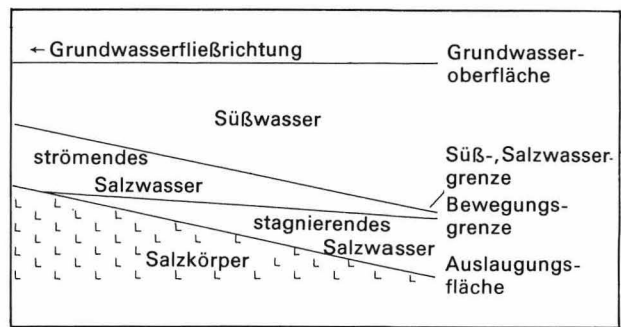 ← Grundwasserfließrichtung
Grundwasser-
oberfläche
Süßwasser
strömendes
Salzwasser
Süß-,Salzwasser-
grenze
Bewegungs-
grenze
stagnierendes
Salzwasser
Salzkörper
Auslaugungs-
fläche